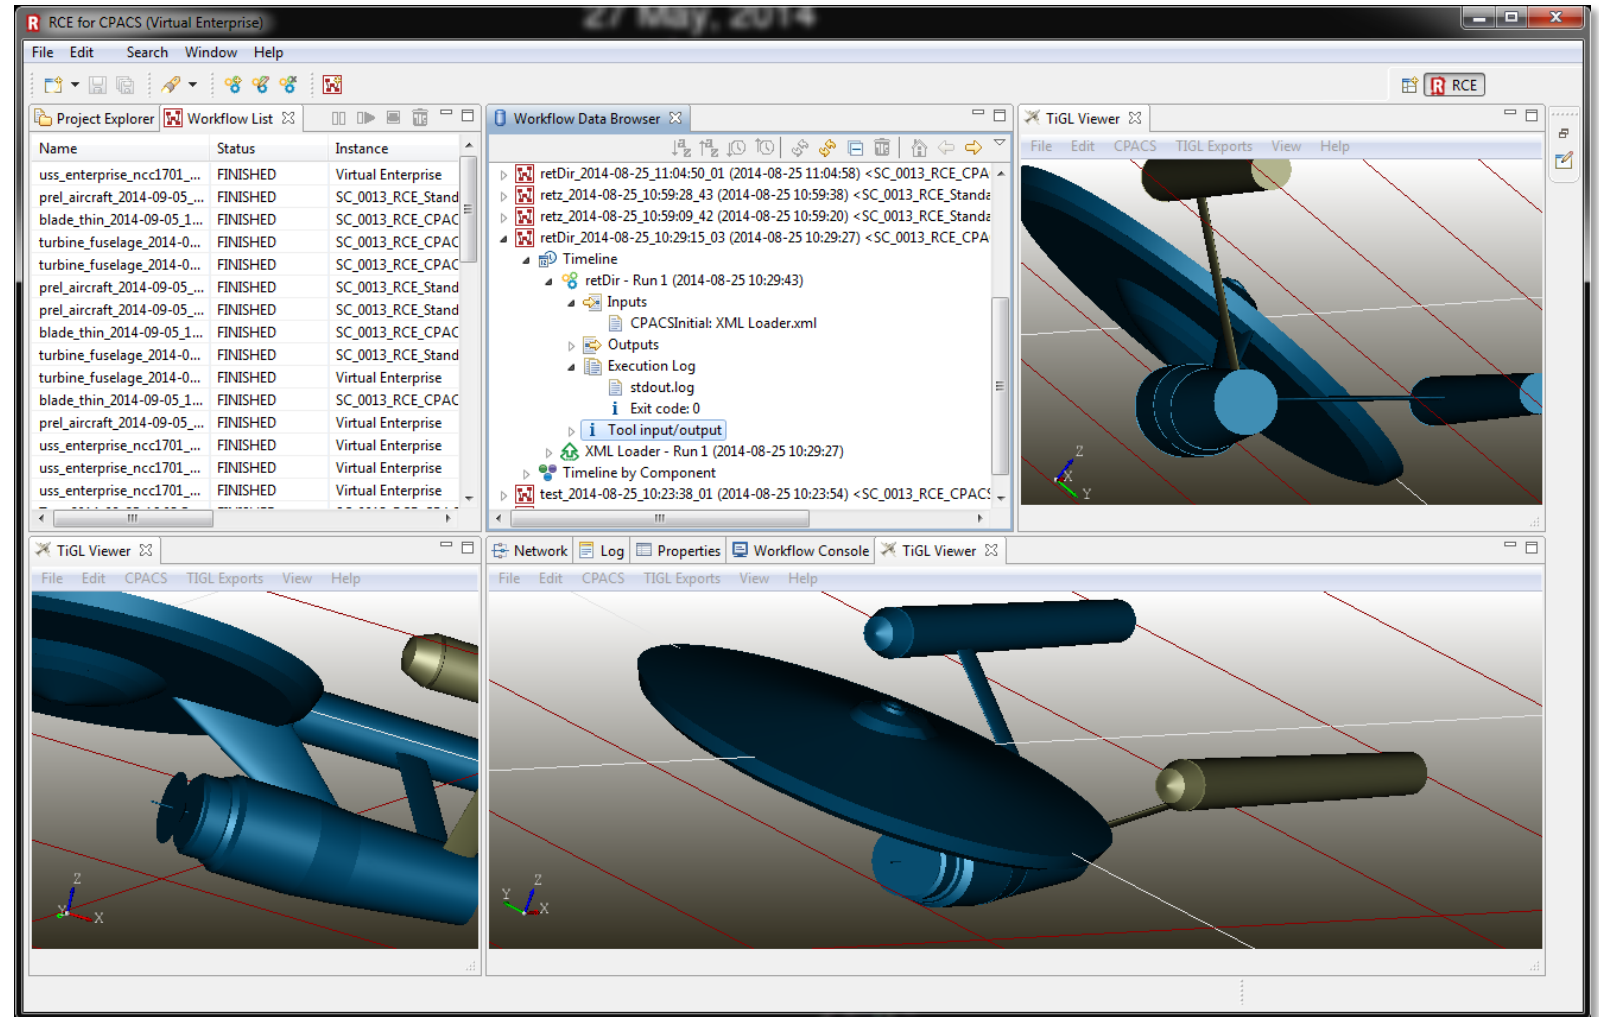 27 May, 2014
RCE for CPACS (Virtual Enterprise)
File Edit Search Window Help
RCE
Project Explorer Workflow List
Name Status Instance
uss_enterprise_ncc1701_... FINISHED Virtual Enterprise
prel_aircraft_2014-09-05_... FINISHED SC_0013_RCE_Stand
blade_thin_2014-09-05_1... FINISHED SC_0013_RCE_CPAC
turbine_fuselage_2014-0... FINISHED SC_0013_RCE_CPAC
turbine_fuselage_2014-0... FINISHED SC_0013_RCE_CPAC
prel_aircraft_2014-09-05_... FINISHED SC_0013_RCE_Stand
prel_aircraft_2014-09-05_... FINISHED SC_0013_RCE_Stand
blade_thin_2014-09-05_1... FINISHED SC_0013_RCE_CPAC
turbine_fuselage_2014-0... FINISHED SC_0013_RCE_Stand
turbine_fuselage_2014-0... FINISHED Virtual Enterprise
blade_thin_2014-09-05_1... FINISHED SC_0013_RCE_CPAC
prel_aircraft_2014-09-05_... FINISHED Virtual Enterprise
uss_enterprise_ncc1701_... FINISHED Virtual Enterprise
uss_enterprise_ncc1701_... FINISHED Virtual Enterprise
uss_enterprise_ncc1701_... FINISHED Virtual Enterprise
Workflow Data Browser
retDir_2014-08-25_11:04:50_01 (2014-08-25 11:04:58) <SC_0013_RCE_CPA
retz_2014-08-25_10:59:28_43 (2014-08-25 10:59:38) <SC_0013_RCE_Standa
retz_2014-08-25_10:59:09_42 (2014-08-25 10:59:20) <SC_0013_RCE_Standa
retDir_2014-08-25_10:29:15_03 (2014-08-25 10:29:27) <SC_0013_RCE_CPA
Timeline
retDir - Run 1 (2014-08-25 10:29:43)
Inputs
CPACSInitial: XML Loader.xml
Outputs
Execution Log
stdout.log
Exit code: 0
Tool input/output
XML Loader - Run 1 (2014-08-25 10:29:27)
Timeline by Component
test_2014-08-25_10:23:38_01 (2014-08-25 10:23:54) <SC_0013_RCE_CPACS
TiGL Viewer
File Edit CPACS TIGL Exports View Help
Z
X
Y
TiGL Viewer
File Edit CPACS TIGL Exports View Help
Z
Y
X
Network Log Properties Workflow Console TiGL Viewer
File Edit CPACS TIGL Exports View Help
Z
Y
X